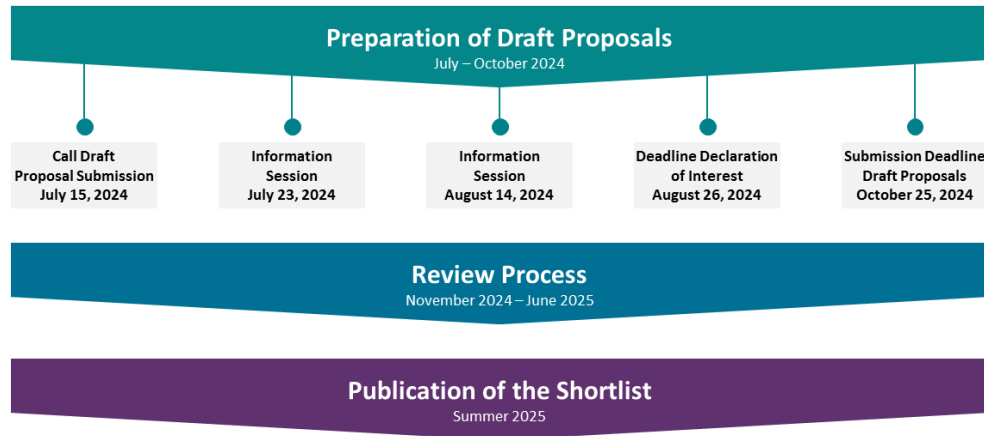 Preparation of Draft Proposals
July – October 2024
Call Draft
Proposal Submission
July 15, 2024
Information
Session
July 23, 2024
Information
Session
August 14, 2024
Deadline Declaration
of Interest
August 26, 2024
Submission Deadline
Draft Proposals
October 25, 2024
Review Process
November 2024 – June 2025
Publication of the Shortlist
Summer 2025